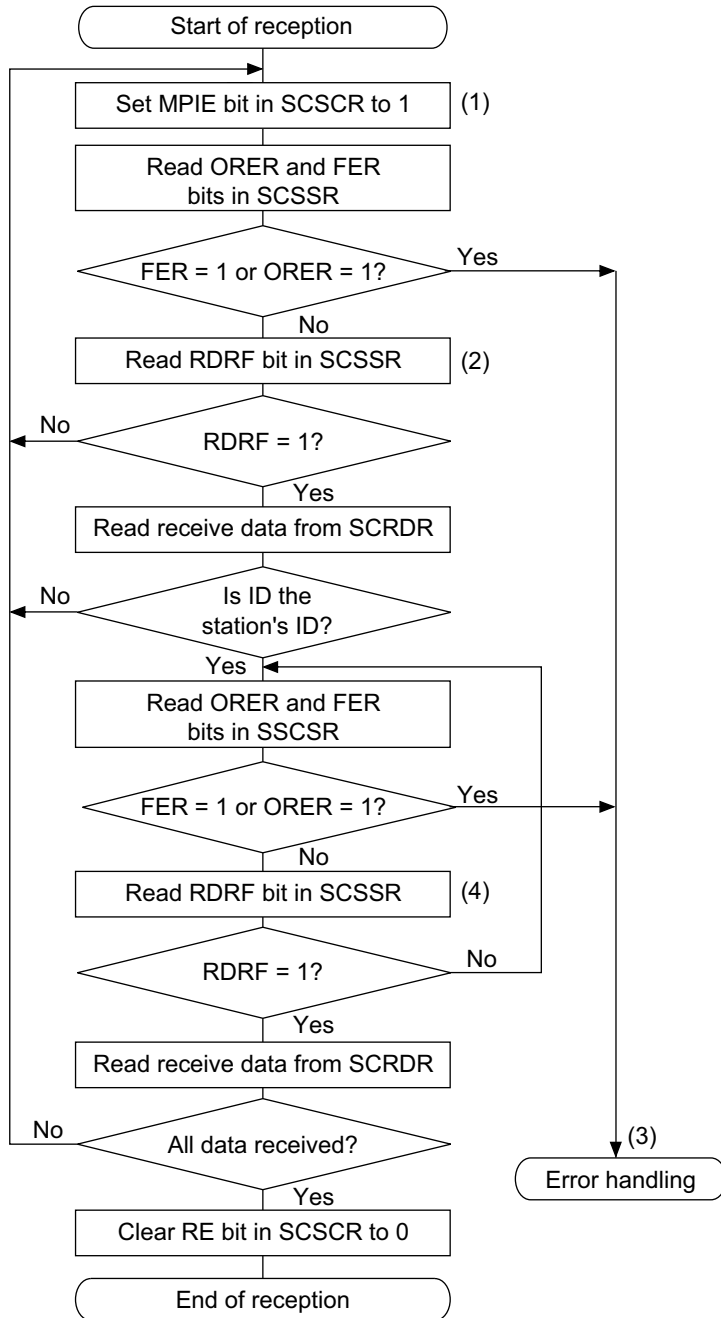 Start of reception
Set MPIE bit in SCSCR to 1
(1)
Read ORER and FER
bits in SCSSR
FER = 1 or ORER = 1?
Yes
No
Read RDRF bit in SCSSR
(2)
No
RDRF = 1?
Yes
Read receive data from SCRDR
No
Is ID the
station's ID?
Yes
Read ORER and FER
bits in SSCSR
FER = 1 or ORER = 1?
Yes
No
Read RDRF bit in SCSSR
(4)
RDRF = 1?
No
Yes
Read receive data from SCRDR
No
All data received?
(3)
Error handling
Yes
Clear RE bit in SCSCR to 0
End of reception